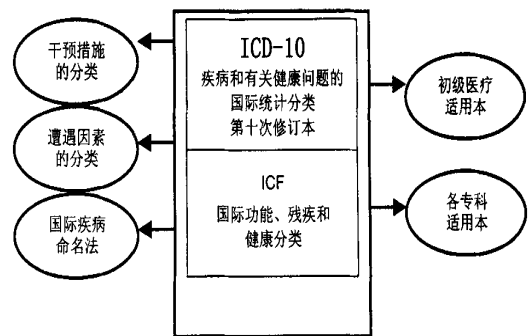 干预措施
的分类
遭遇因素
的分类
国际疾病
命名法
ICD-10
疾病和有关健康问题的
国际统计分类
第十次修订本
ICF
国际功能、残疾和
健康分类
初级医疗
适用本
各专科
适用本